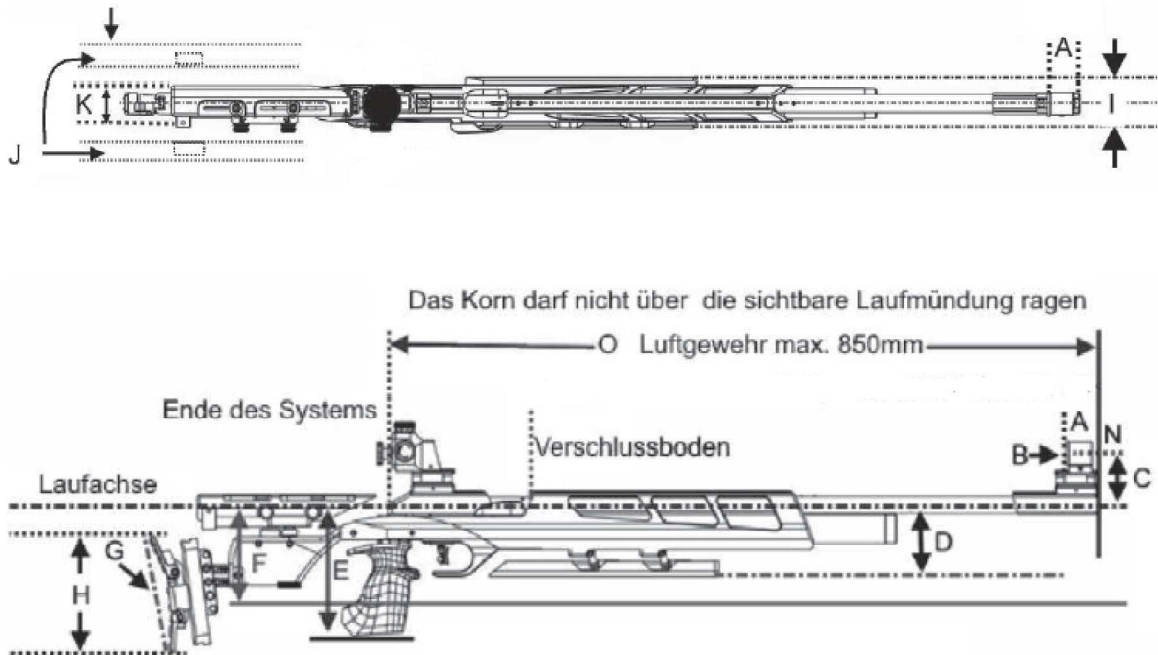 A
K
I
J
Das Korn darf nicht über die sichtbare Laufmündung ragen
O Luftgewehr max. 850mm
Ende des Systems
A
N
Verschlussboden
B
C
Laufachse
G
F
E
D
H